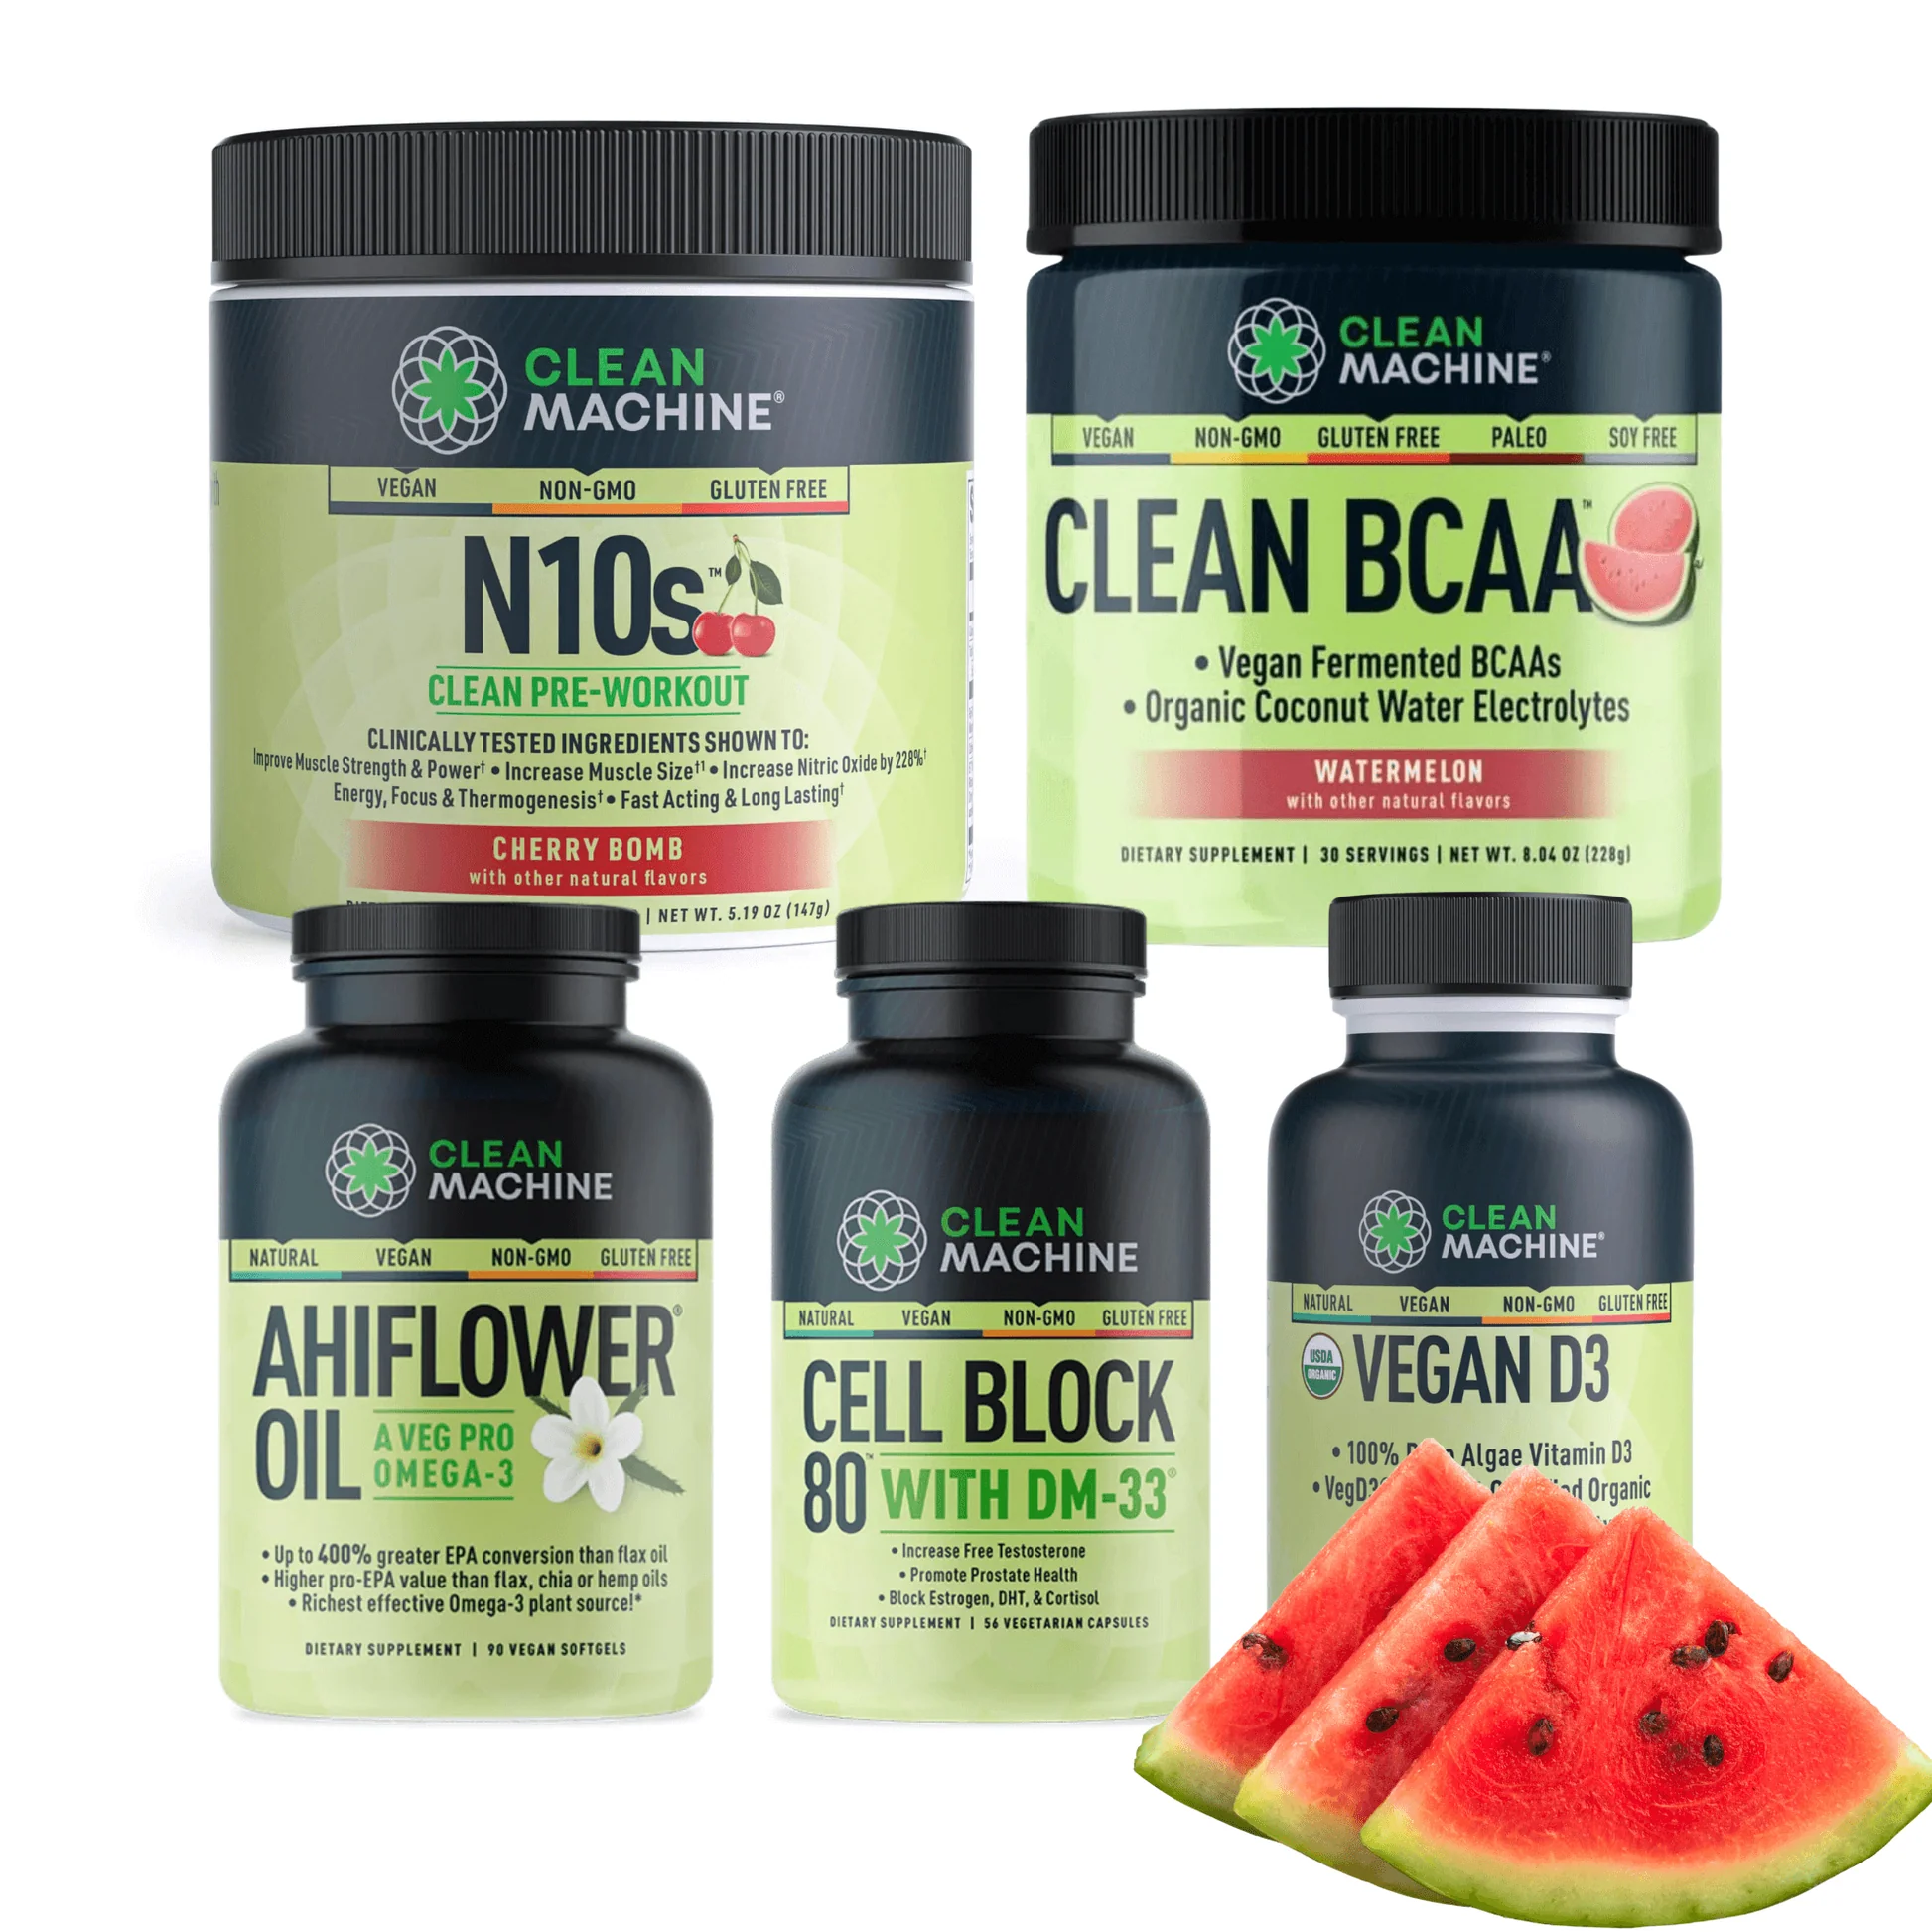 CLEAN
MACHINE®
VEGAN NON-GMO GLUTEN FREE
N10s™
CLEAN PRE-WORKOUT
CLINICALLY TESTED INGREDIENTS SHOWN TO:
Improve Muscle Strength & Power† • Increase Muscle Size†¹ • Increase Nitric Oxide by 228%†
Energy, Focus & Thermogenesis† • Fast Acting & Long Lasting†
CHERRY BOMB
with other natural flavors
| NET WT. 5.19 OZ (147g)
CLEAN
MACHINE®
VEGAN NON-GMO GLUTEN FREE PALEO SOY FREE
CLEAN BCAA™
• Vegan Fermented BCAAs
• Organic Coconut Water Electrolytes
WATERMELON
with other natural flavors
DIETARY SUPPLEMENT | 30 SERVINGS | NET WT. 8.04 OZ (228g)
CLEAN
MACHINE
NATURAL VEGAN NON-GMO GLUTEN FREE
AHIFLOWER®
OIL
A VEG PRO
OMEGA-3
• Up to 400% greater EPA conversion than flax oil
• Higher pro-EPA value than flax, chia or hemp oils
• Richest effective Omega-3 plant source!*
DIETARY SUPPLEMENT | 90 VEGAN SOFTGELS
CLEAN
MACHINE
NATURAL VEGAN NON-GMO GLUTEN FREE
CELL BLOCK
80™ WITH DM-33®
• Increase Free Testosterone
• Promote Prostate Health
• Block Estrogen, DHT, & Cortisol
DIETARY SUPPLEMENT | 56 VEGETARIAN CAPSULES
CLEAN
MACHINE®
NATURAL VEGAN NON-GMO GLUTEN FREE
USDA
ORGANIC
VEGAN D3
• 100% Algae Vitamin D3
• Organic